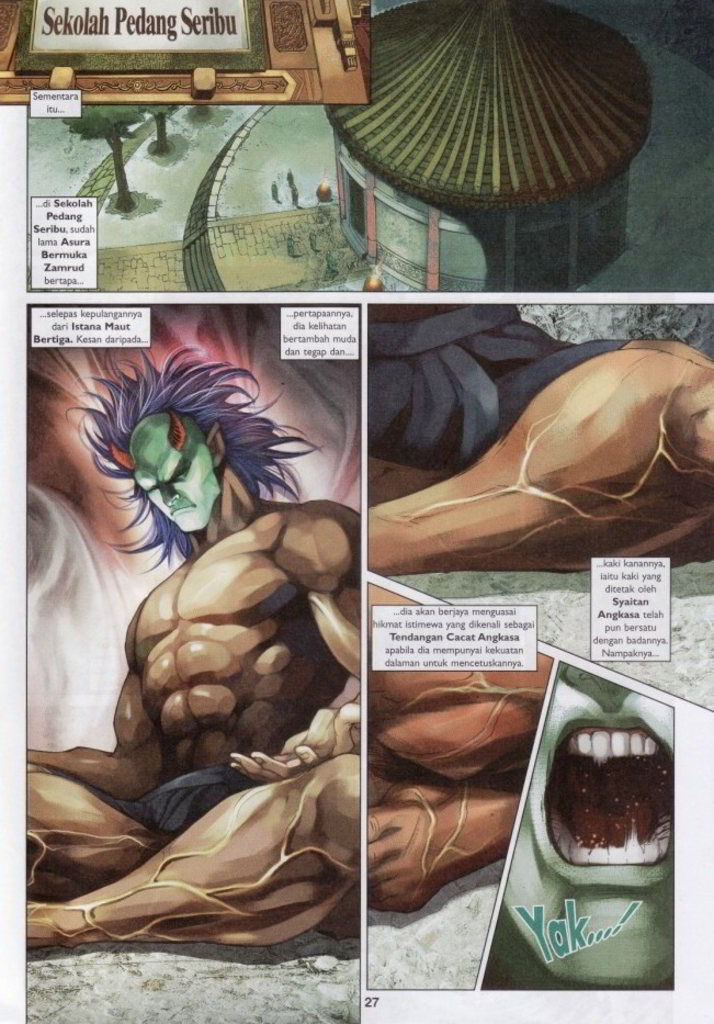 Sekolah Pedang Seribu
Sementara
itu...
...di Sekolah
Pedang
Seribu, sudah
lama Asura
Bermuka
Zamrud
bertapa...
...selepas kepulangannya
dari Istana Maut
Bertiga. Kesan daripada...
...pertapaannya,
dia kelihatan
bertambah muda
dan tegap dan....
...kaki kanannya,
iaitu kaki yang
ditetak oleh
Syaitan
Angkasa telah
pun bersatu
dengan badannya.
Nampaknya...
...dia akan berjaya menguasai
hikmat istimewa yang dikenali sebagai
Tendangan Cacat Angkasa
apabila dia mempunyai kekuatan
dalaman untuk mencetuskannya.
Yak....!
27